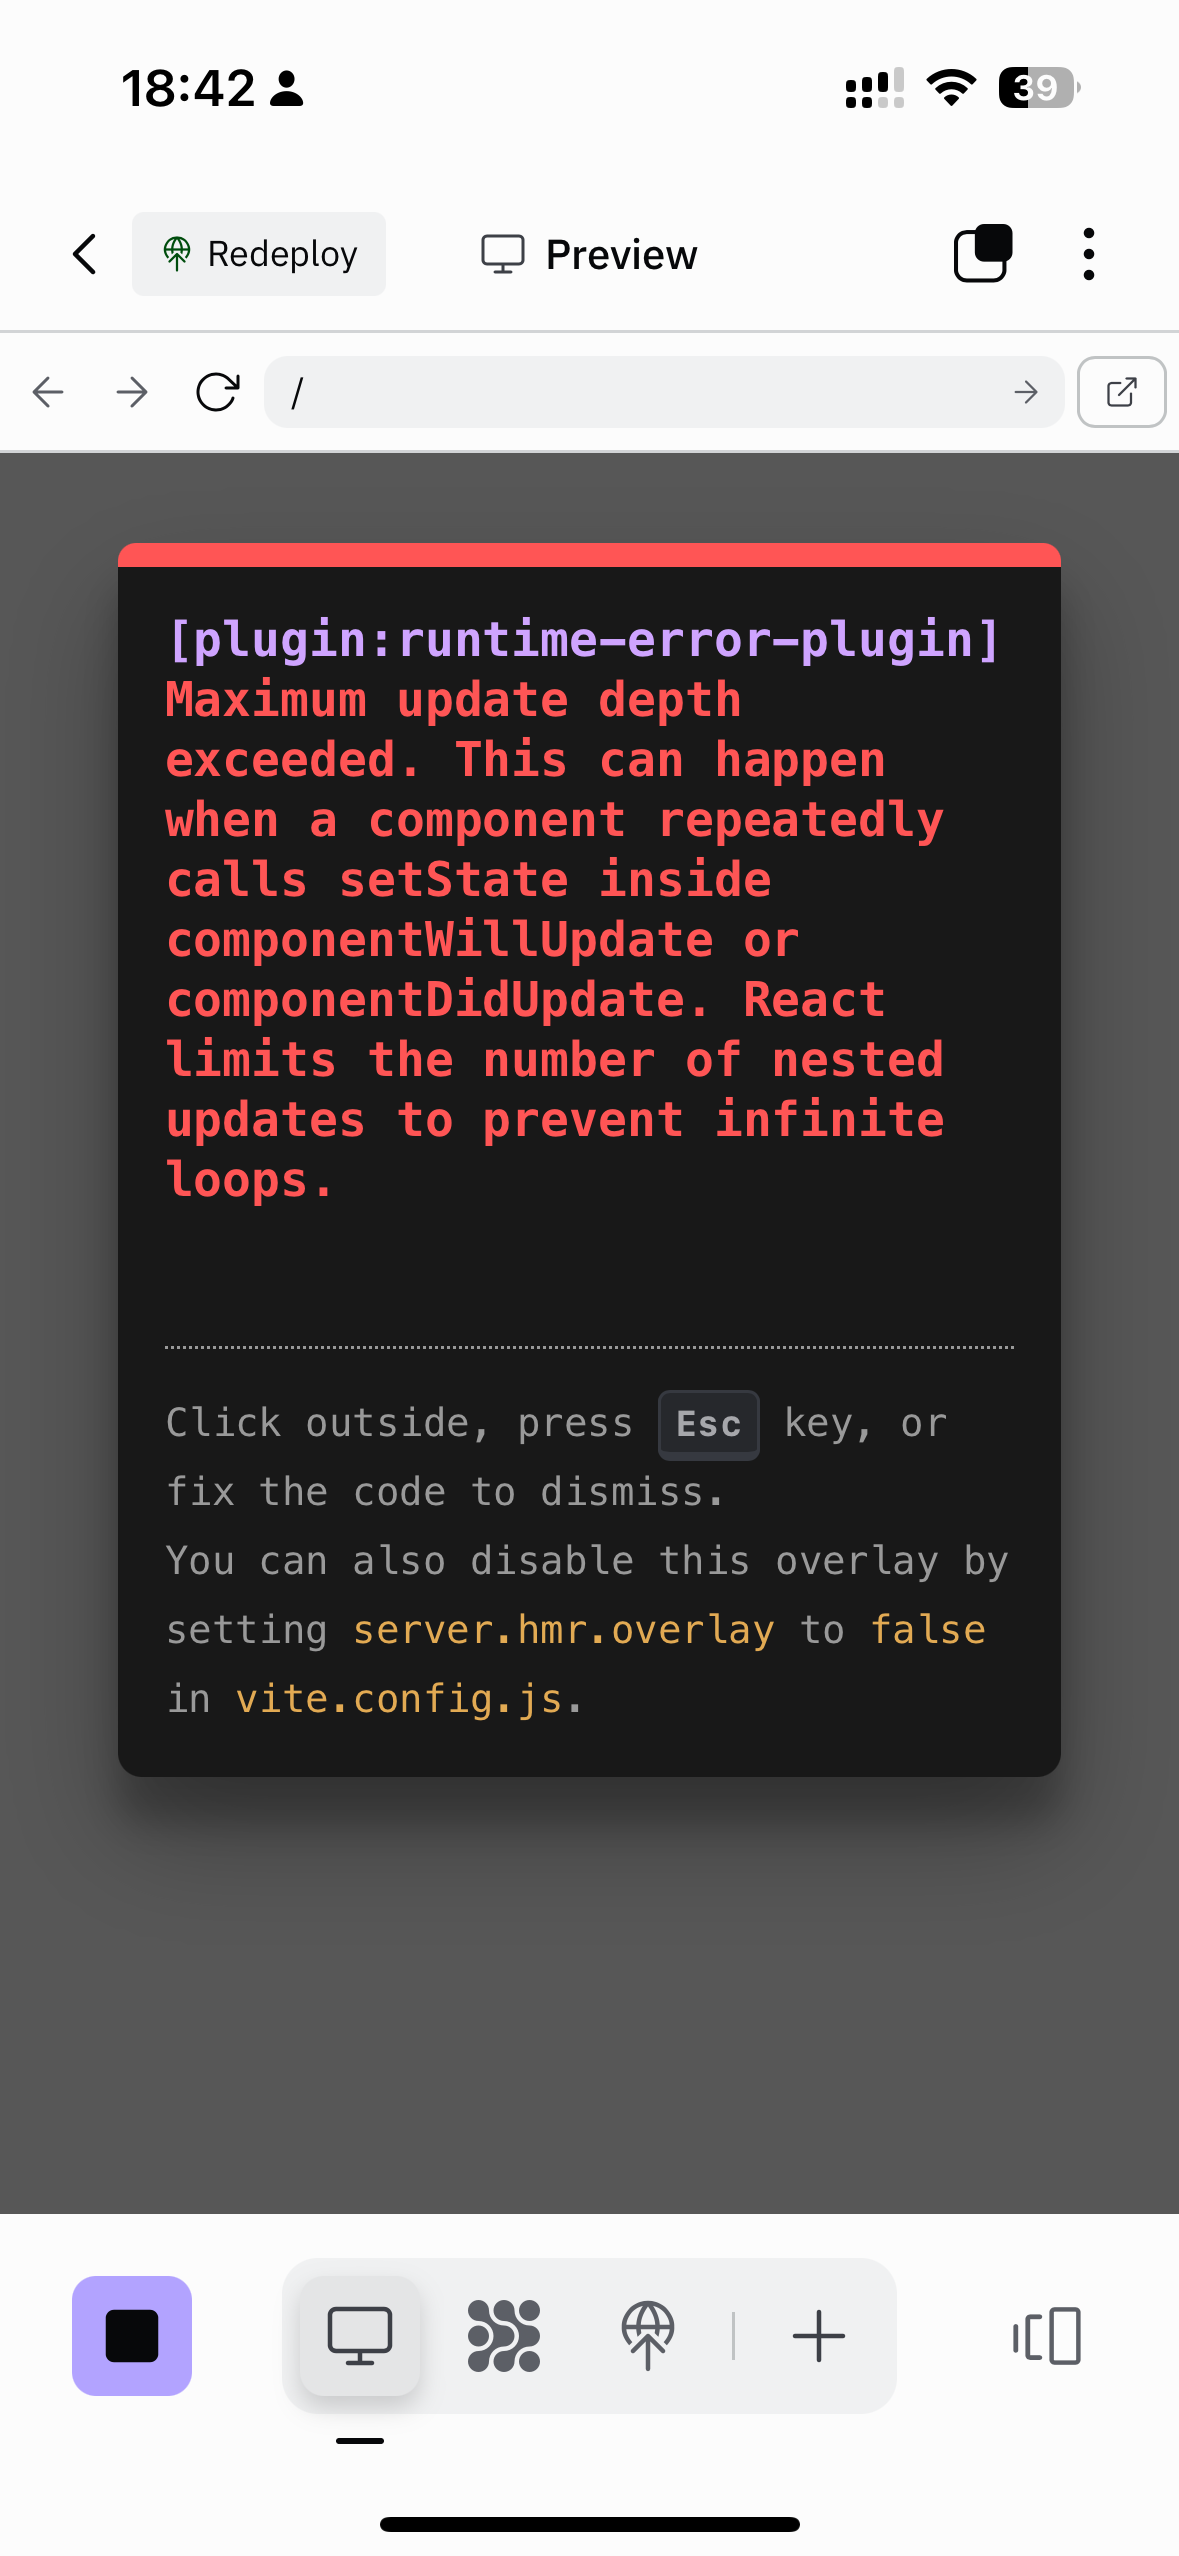 18:42
39
Redeploy
Preview
/
[plugin:runtime-error-plugin]
Maximum update depth
exceeded. This can happen
when a component repeatedly
calls setState inside
componentWillUpdate or
componentDidUpdate. React
limits the number of nested
updates to prevent infinite
loops.
Click outside, press Esc key, or
fix the code to dismiss.
You can also disable this overlay by
setting server.hmr.overlay to false
in vite.config.js.